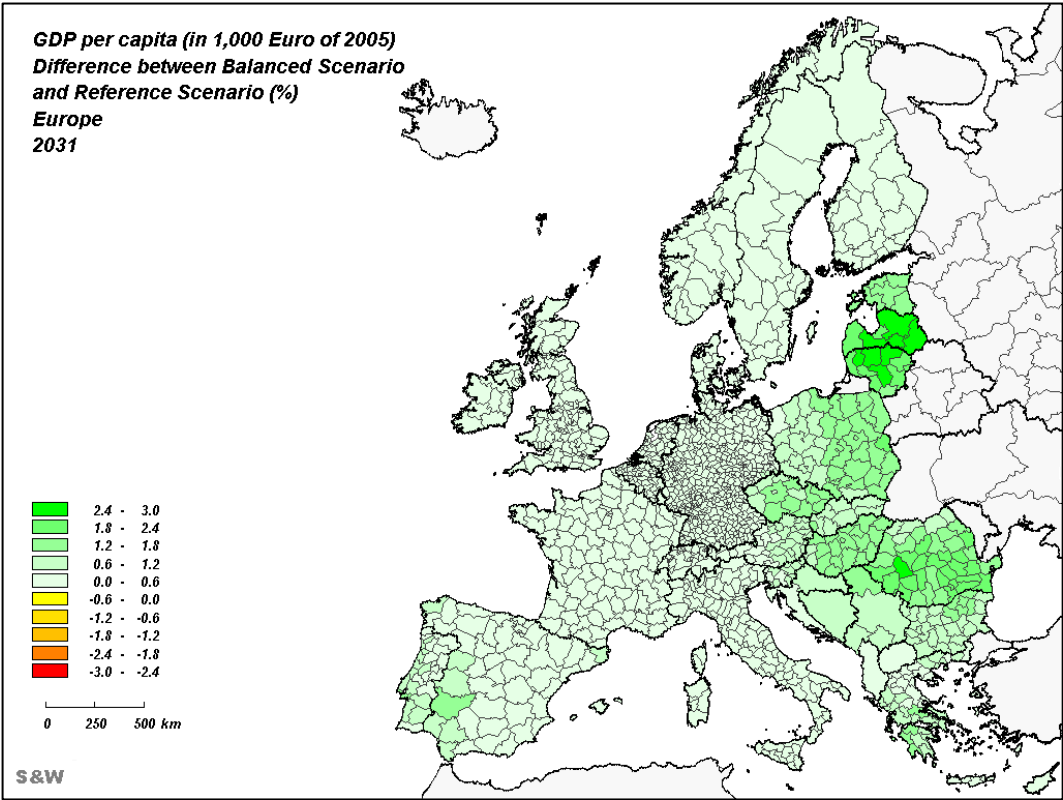 GDP per capita (in 1,000 Euro of 2005)
Difference between Balanced Scenario
and Reference Scenario (%)
Europe
2031
2.4 - 3.0
1.8 - 2.4
1.2 - 1.8
0.6 - 1.2
0.0 - 0.6
-0.6 - 0.0
-1.2 - -0.6
-1.8 - -1.2
-2.4 - -1.8
-3.0 - -2.4
0 250 500 km
S&W